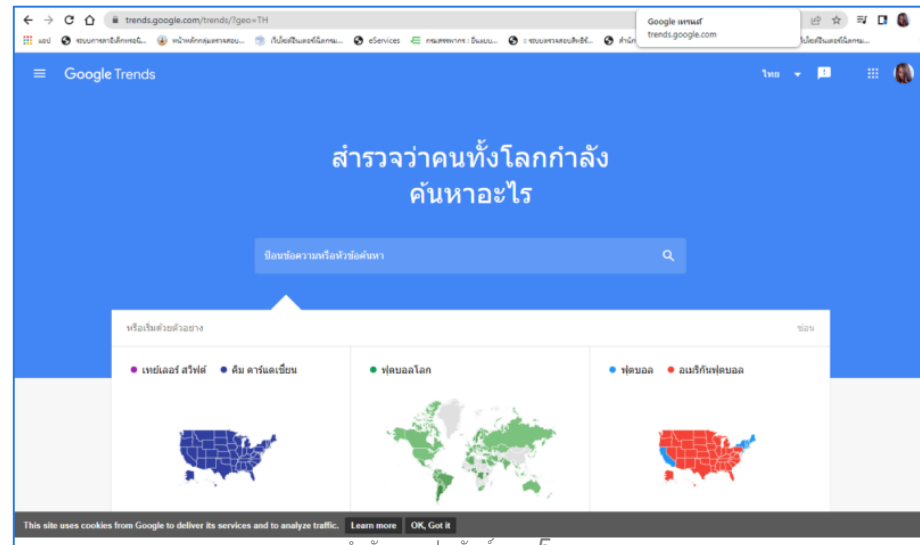 trends.google.com/trends/?geo=TH
Google เทรนด์
trends.google.com
แอป
eServices
Google Trends
ไทย
สำรวจว่าคนทั้งโลกกำลัง
ค้นหาอะไร
ป้อนข้อความหรือหัวข้อค้นหา
หรือเริ่มด้วยตัวอย่าง
ซ่อน
เทย์เลอร์ สวิฟต์
คิม คาร์แดเชี่ยน
ฟุตบอลโลก
ฟุตบอล
อเมริกันฟุตบอล
This site uses cookies from Google to deliver its services and to analyze traffic.
Learn more
OK, Got it